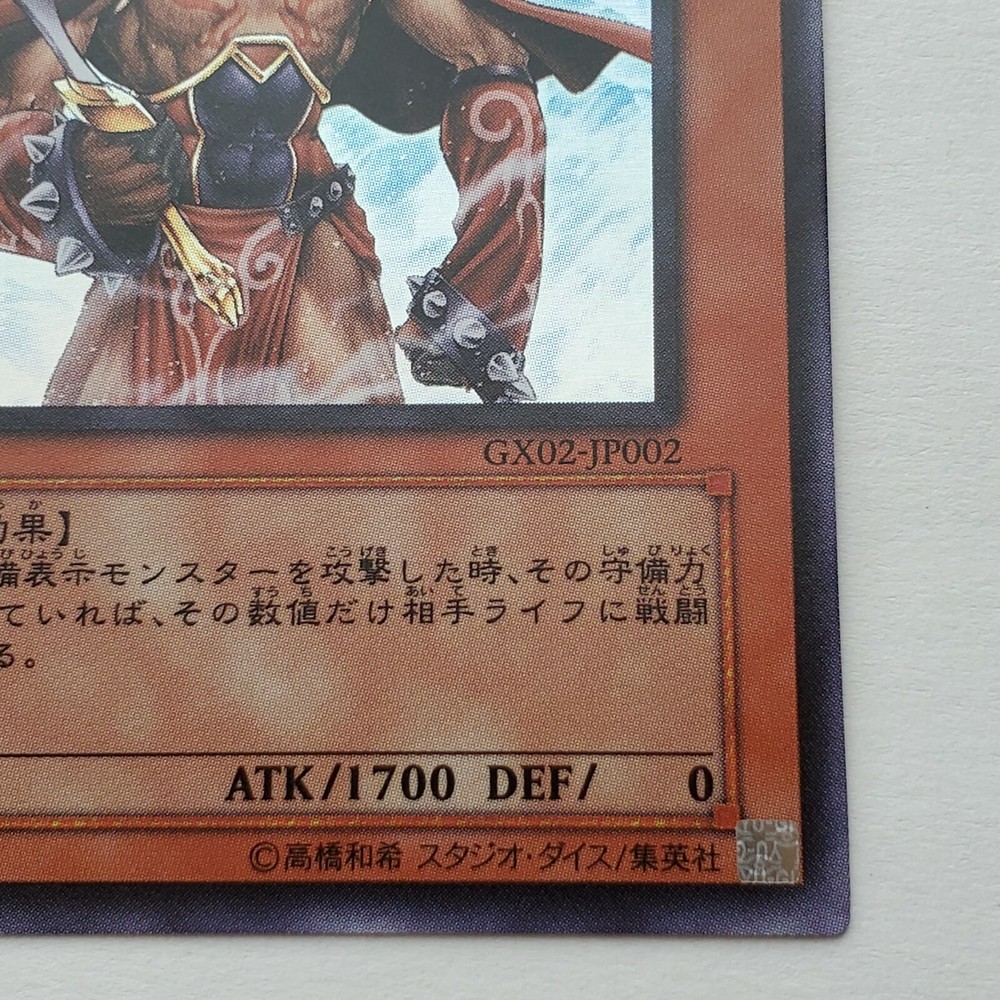 GX02-JP002
果】
備表示モンスターを攻撃した時、その守備力
ていれば、その数値だけ相手ライフに戦闘
る。
ATK/1700 DEF/ 0
©高橋和希 スタジオ・ダイス/集英社